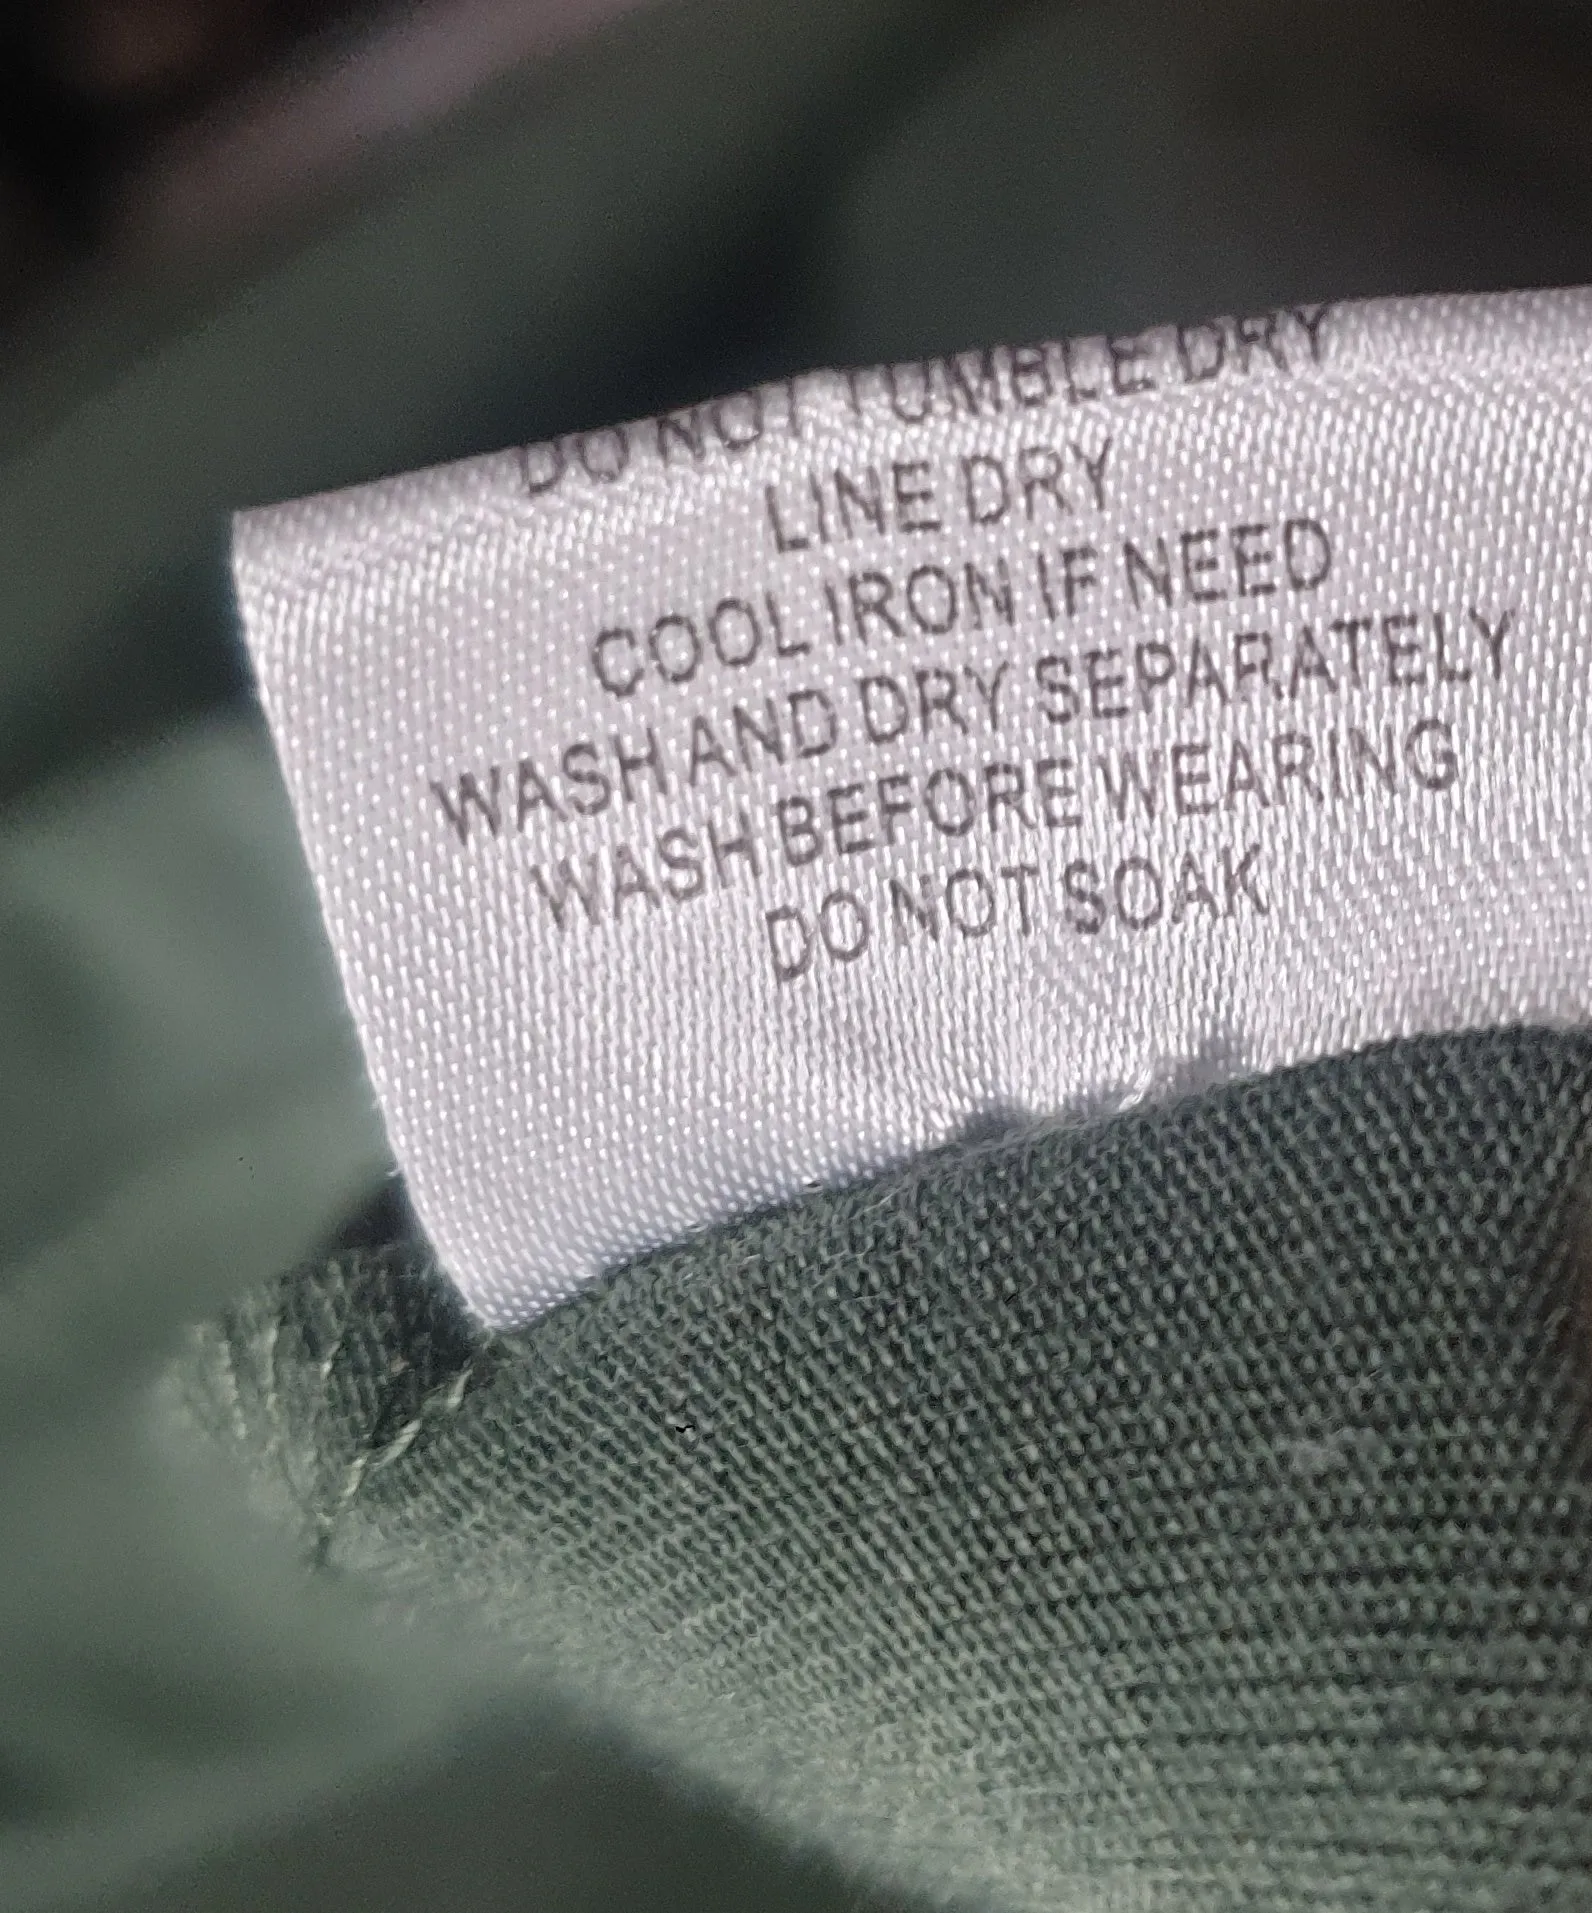 DO NOT TUMBLE DRY
LINE DRY
COOL IRON IF NEED
WASH AND DRY SEPARATELY
WASH BEFORE WEARING
DO NOT SOAK